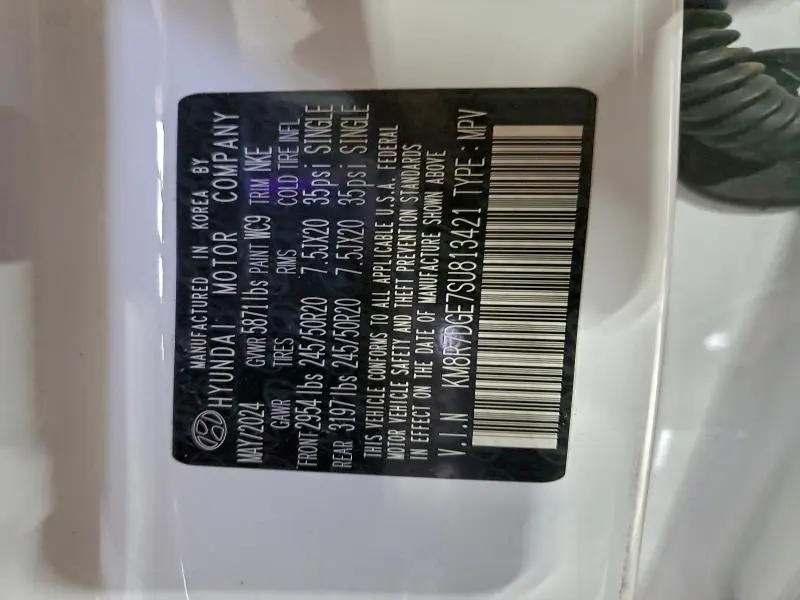 MANUFACTURED IN KOREA BY
HYUNDAI MOTOR COMPANY
MAY/2024 GVWR 5871lbs PAINT WC9 TRIM NKE
GAWR TIRES RIMS COLD TIRE INFL.
FRONT 2954lbs 245/50R20 7.5JX20 35psi SINGLE
REAR 3197lbs 245/50R20 7.5JX20 35psi SINGLE
THIS VEHICLE CONFORMS TO ALL APPLICABLE U.S.A. FEDERAL
MOTOR VEHICLE SAFETY AND THEFT PREVENTION STANDARDS
IN EFFECT ON THE DATE OF MANUFACTURE SHOWN ABOVE
V.I.N KM8R7DGE7SU813421 TYPE : MPV